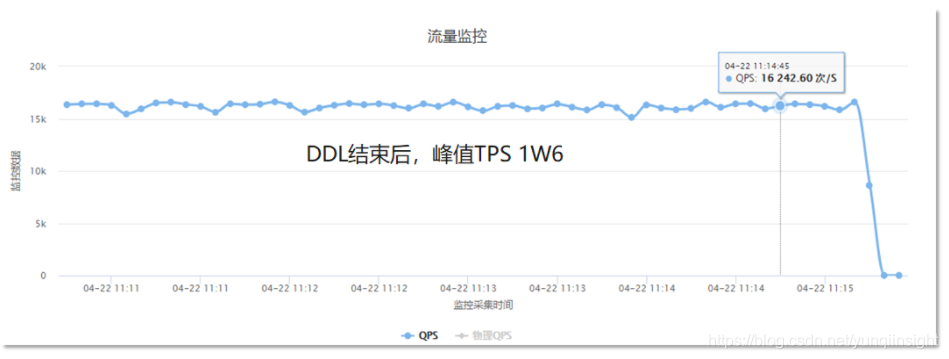 流量监控
04-22 11:14:45
QPS: 16 242.60 次/S
20k
15k
10k
5k
0
监控数据
DDL结束后，峰值TPS 1W6
04-22 11:11
04-22 11:11
04-22 11:12
04-22 11:12
04-22 11:13
04-22 11:13
04-22 11:14
04-22 11:14
04-22 11:15
监控采集时间
QPS
物理QPS
https://blog.csdn.net/yunqiinsight